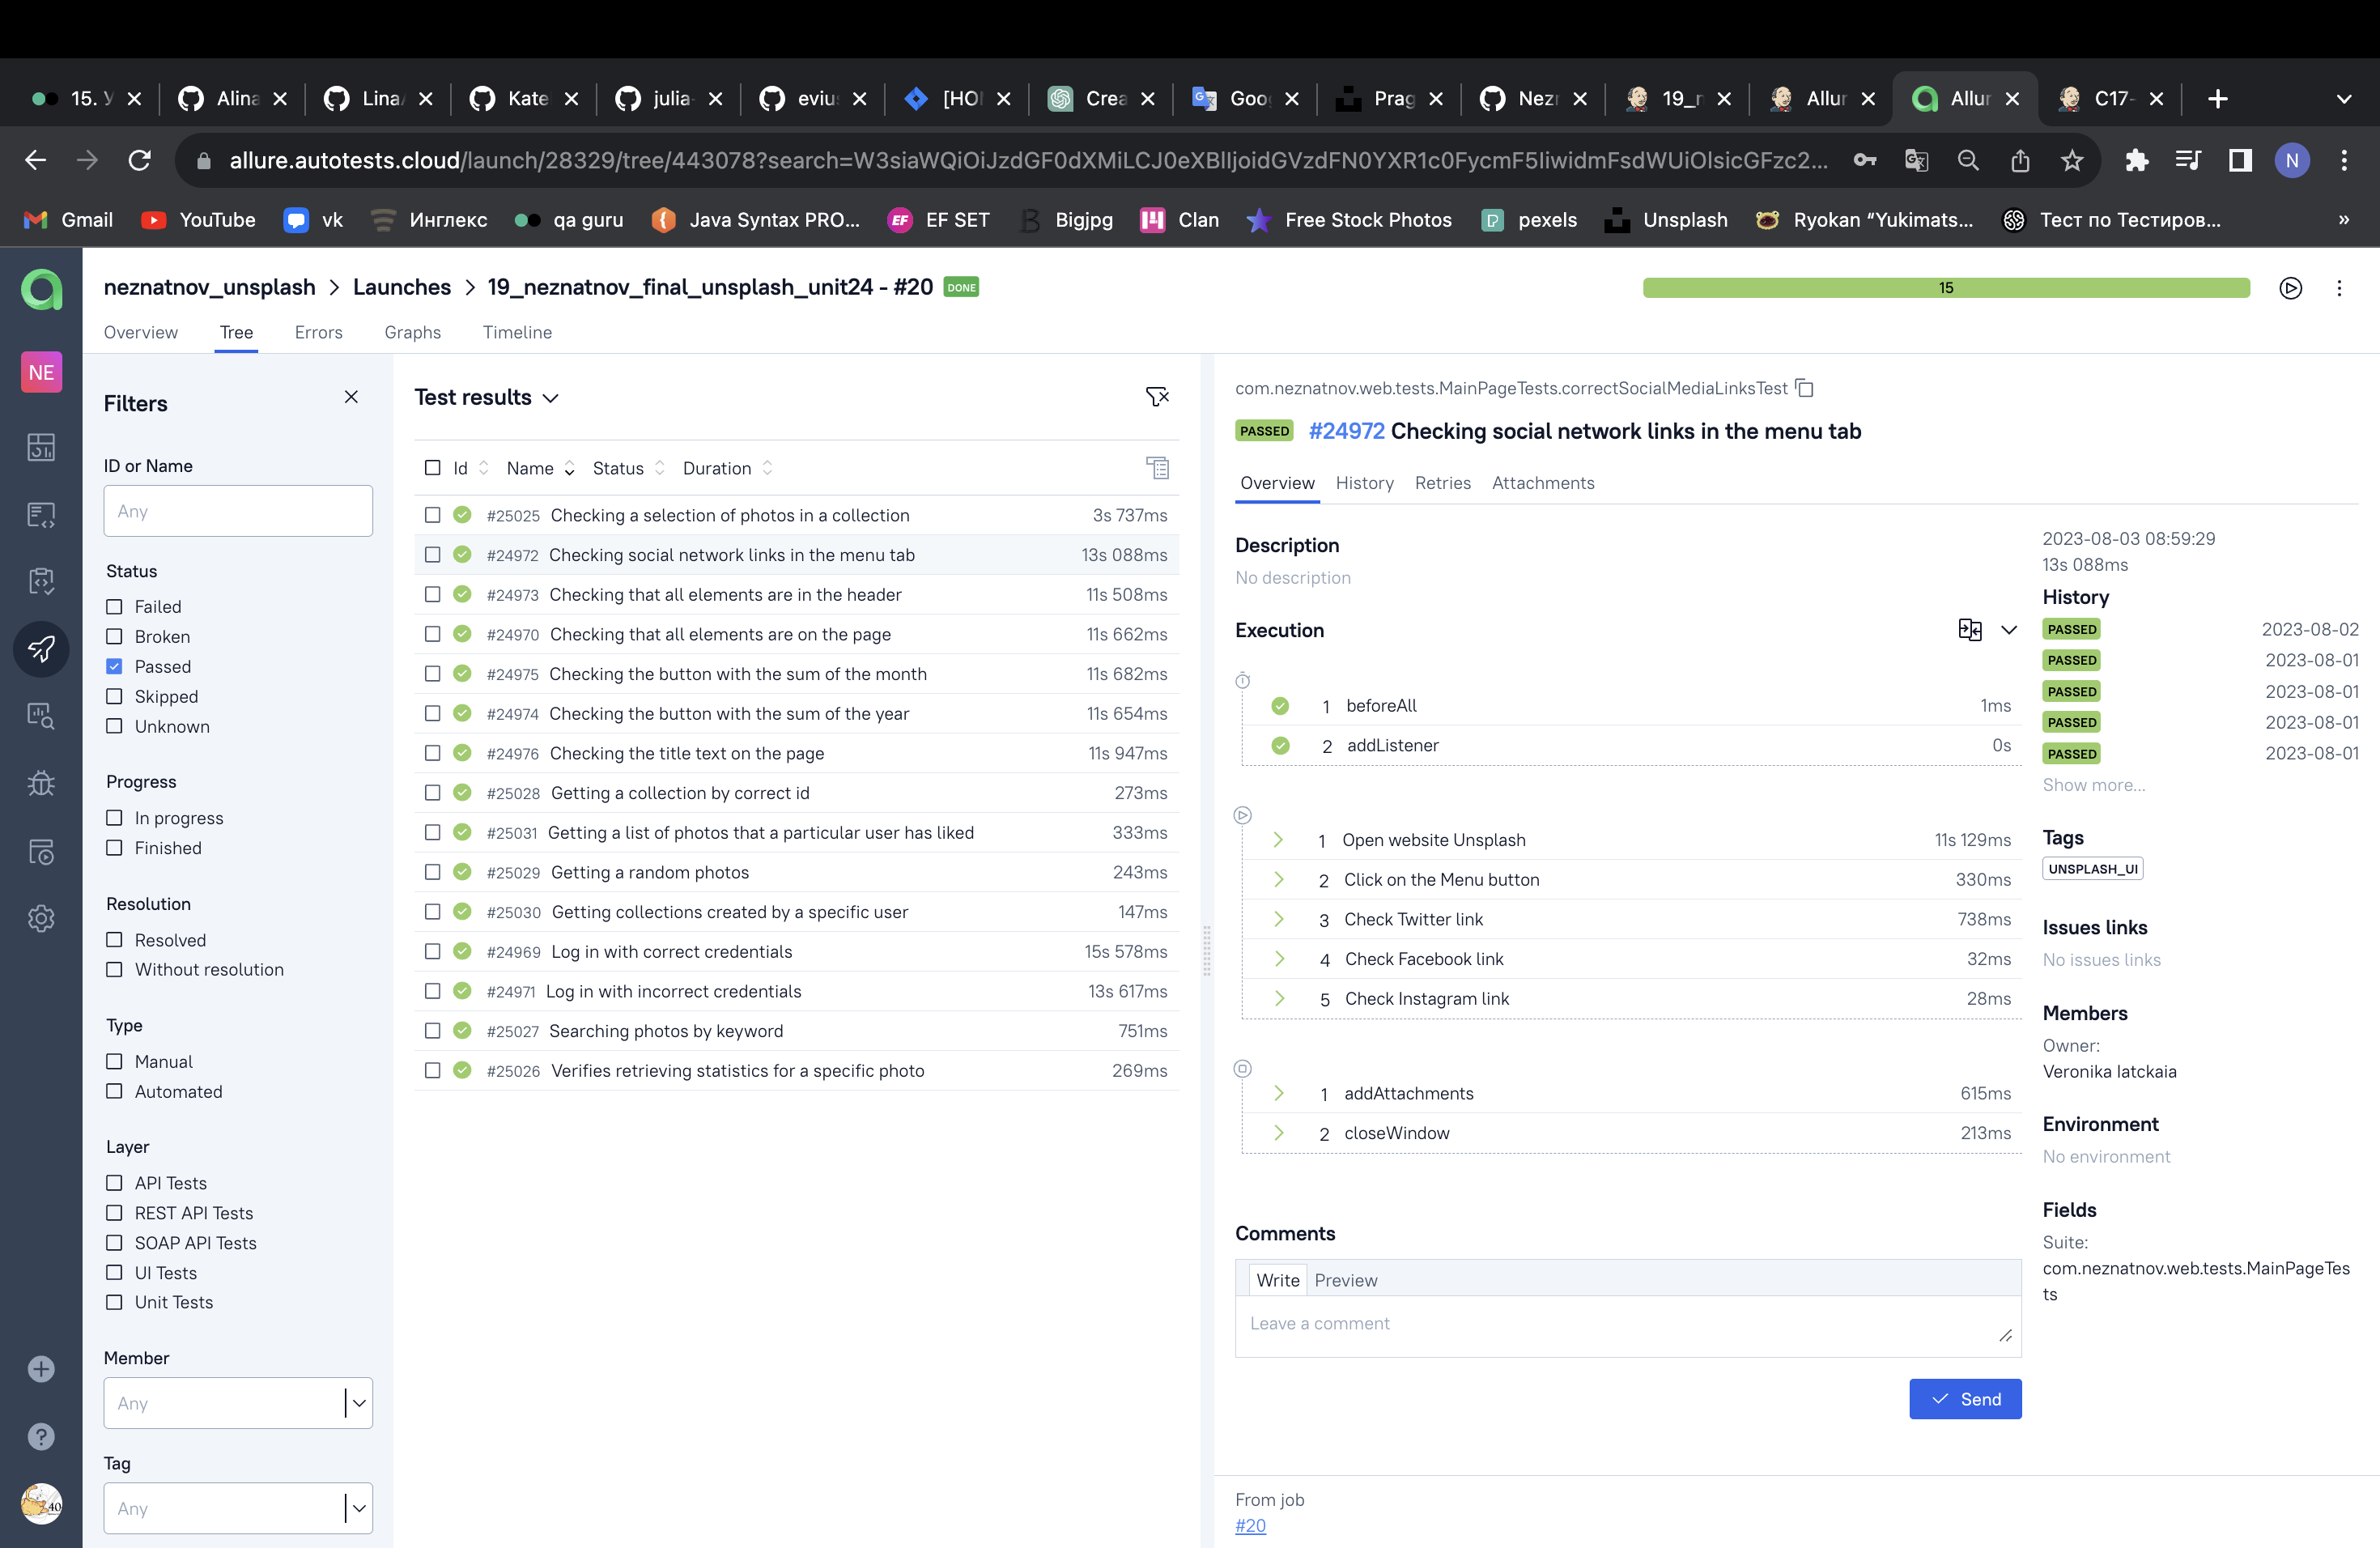 15. У
Alina
Lina
Kate
julia-
eviu
[HO
Crea
Goog
Prag
Nez
19_r
Allur
Allur
C17-
allure.autotests.cloud/launch/28329/tree/443078?search=W3siaWQiOiJzdGF0dXMiLCJ0eXBlIjoidGVzdFN0YXR1c0FycmF5IiwidmFsdWUiOlsicGFzc2...
N
Gmail
YouTube
vk
Инглекс
qa guru
Java Syntax PRO...
EF SET
Bigjpg
Clan
Free Stock Photos
pexels
Unsplash
Ryokan “Yukimats...
Тест по Тестиров...
»
neznatnov_unsplash > Launches > 19_neznatnov_final_unsplash_unit24 - #20 DONE
15
Overview Tree Errors Graphs Timeline
NE
Filters
ID or Name
Any
Status
Failed
Broken
Passed
Skipped
Unknown
Progress
In progress
Finished
Resolution
Resolved
Without resolution
Type
Manual
Automated
Layer
API Tests
REST API Tests
SOAP API Tests
UI Tests
Unit Tests
Member
Any
Tag
Any
Test results
Id Name Status Duration
#25025 Checking a selection of photos in a collection 3s 737ms
#24972 Checking social network links in the menu tab 13s 088ms
#24973 Checking that all elements are in the header 11s 508ms
#24970 Checking that all elements are on the page 11s 662ms
#24975 Checking the button with the sum of the month 11s 682ms
#24974 Checking the button with the sum of the year 11s 654ms
#24976 Checking the title text on the page 11s 947ms
#25028 Getting a collection by correct id 273ms
#25031 Getting a list of photos that a particular user has liked 333ms
#25029 Getting a random photos 243ms
#25030 Getting collections created by a specific user 147ms
#24969 Log in with correct credentials 15s 578ms
#24971 Log in with incorrect credentials 13s 617ms
#25027 Searching photos by keyword 751ms
#25026 Verifies retrieving statistics for a specific photo 269ms
com.neznatnov.web.tests.MainPageTests.correctSocialMediaLinksTest
PASSED #24972 Checking social network links in the menu tab
Overview History Retries Attachments
Description
No description
Execution
1 beforeAll 1ms
2 addListener 0s
1 Open website Unsplash 11s 129ms
2 Click on the Menu button 330ms
3 Check Twitter link 738ms
4 Check Facebook link 32ms
5 Check Instagram link 28ms
1 addAttachments 615ms
2 closeWindow 213ms
Comments
Write Preview
Leave a comment
Send
From job
#20
2023-08-03 08:59:29
13s 088ms
History
PASSED 2023-08-02
PASSED 2023-08-01
PASSED 2023-08-01
PASSED 2023-08-01
PASSED 2023-08-01
Show more...
Tags
UNSPLASH_UI
Issues links
No issues links
Members
Owner:
Veronika Iatckaia
Environment
No environment
Fields
Suite:
com.neznatnov.web.tests.MainPageTes
ts